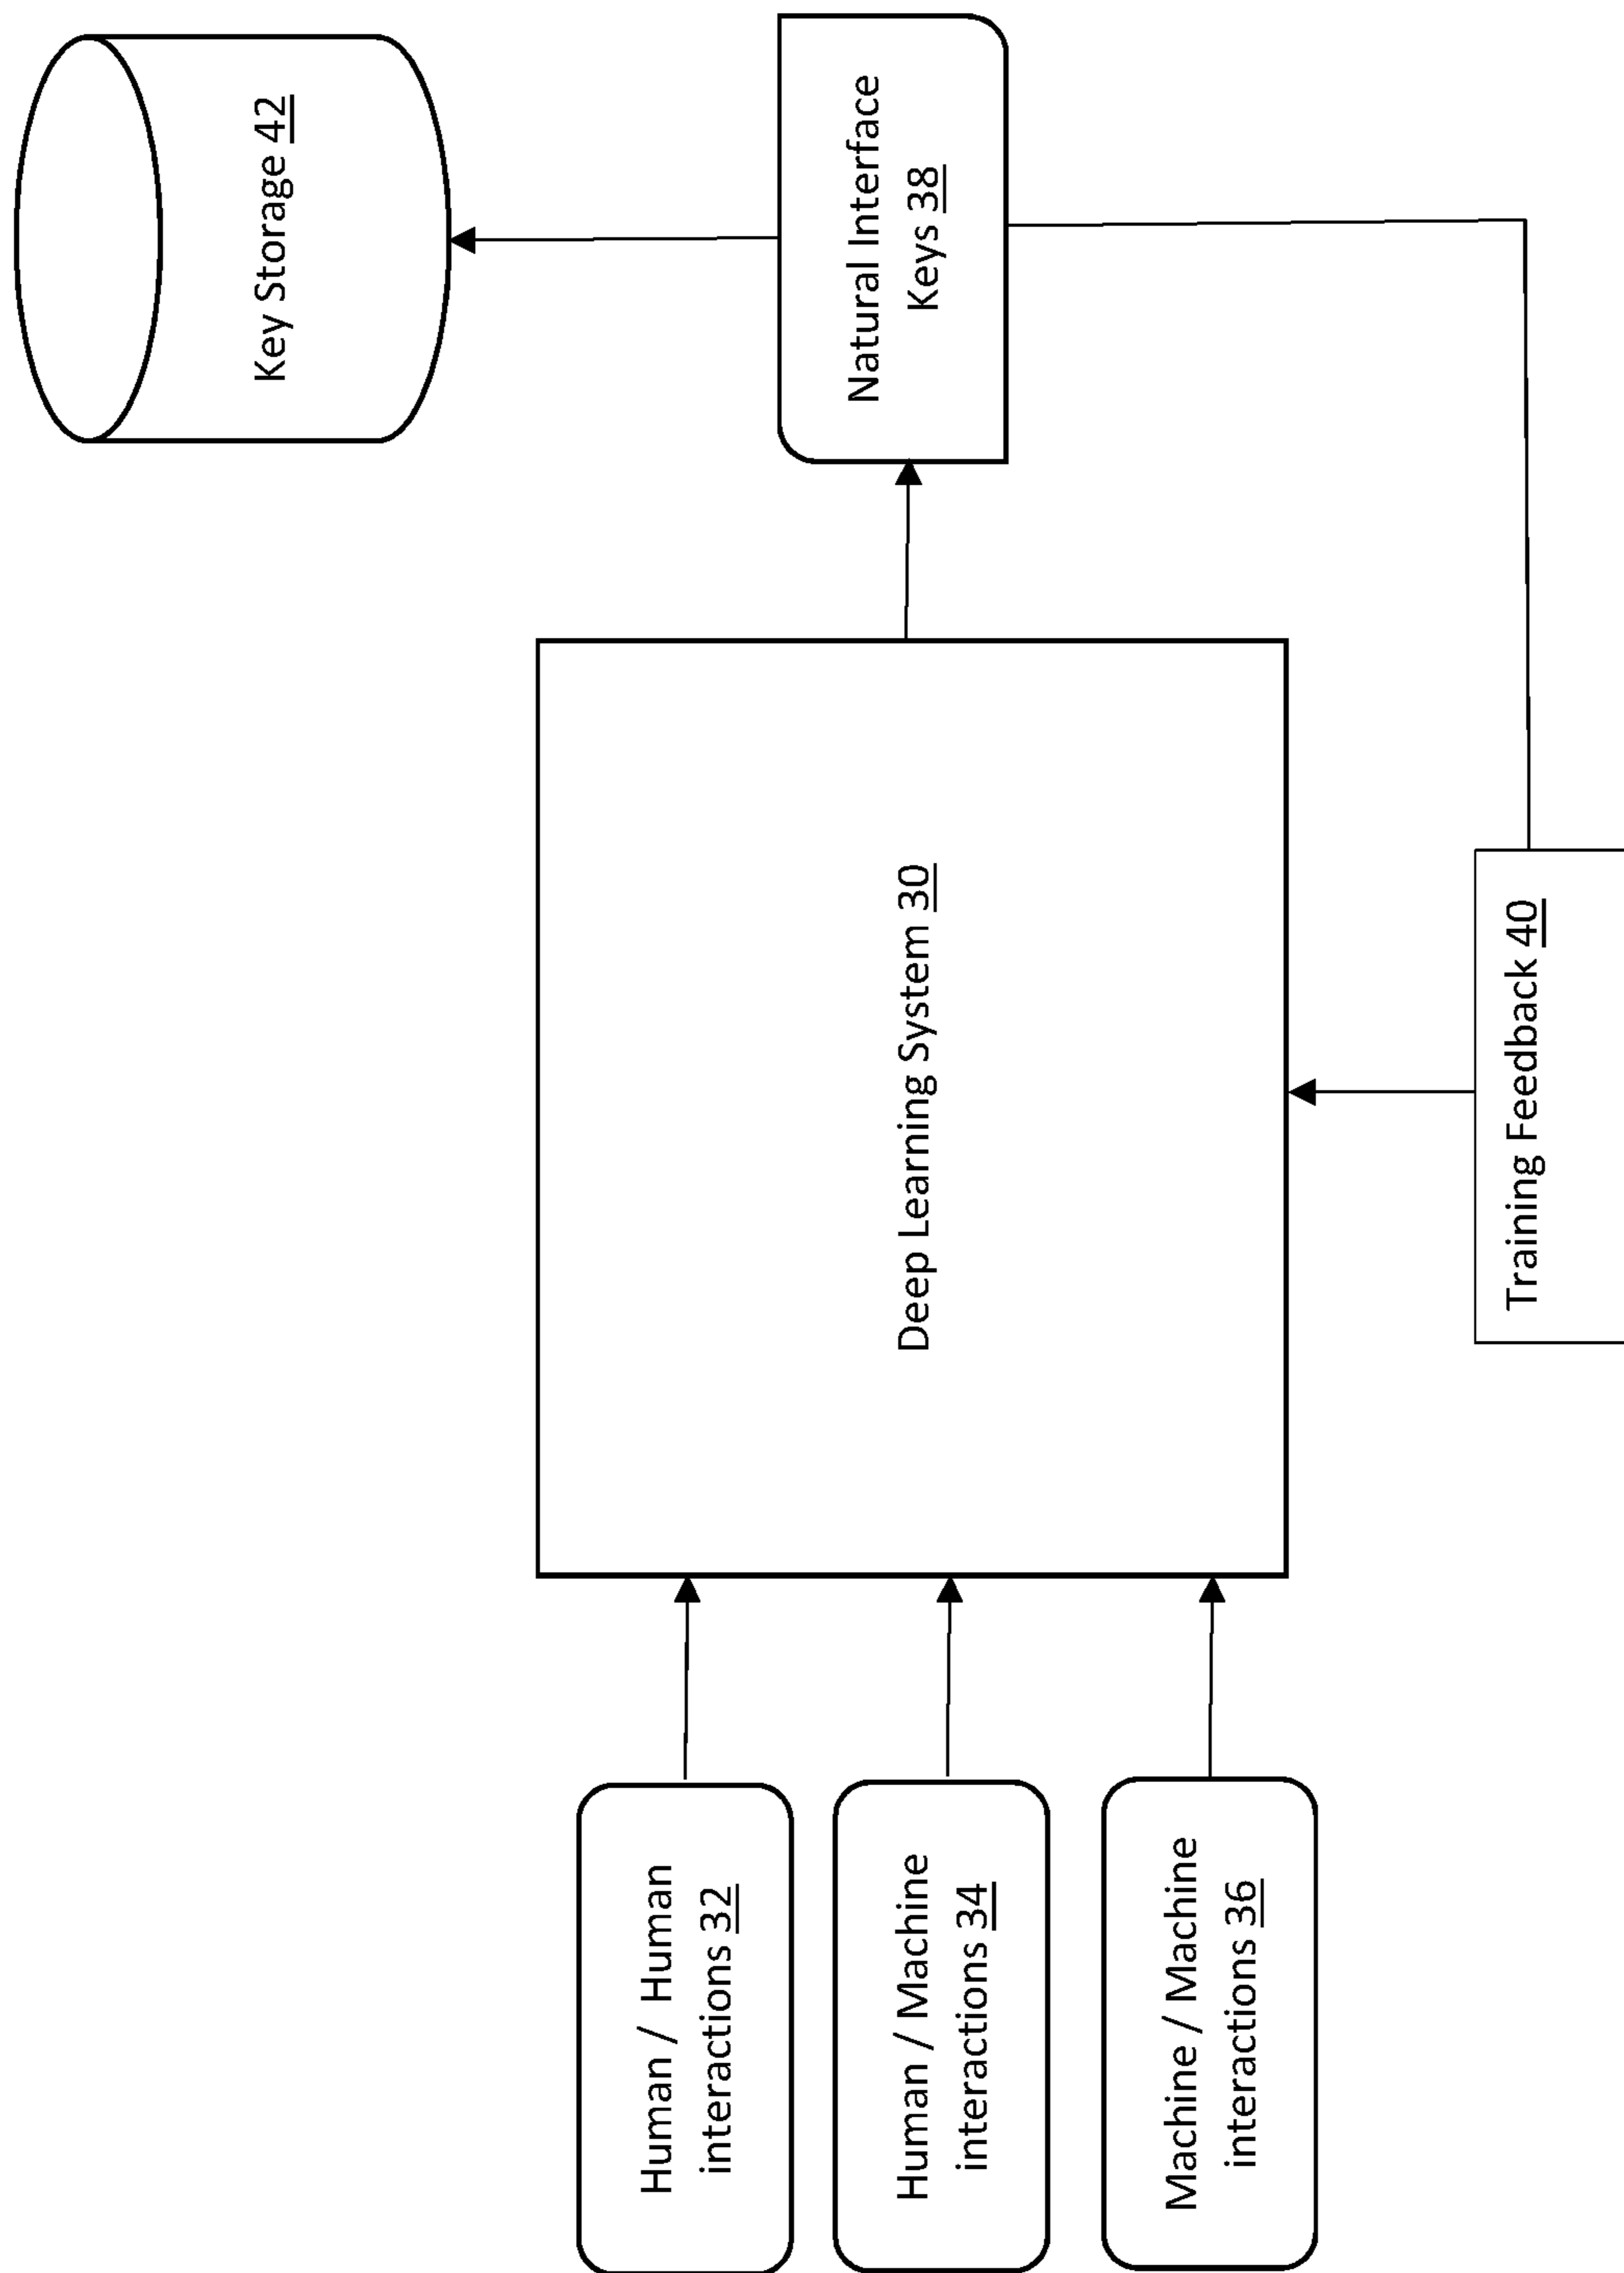 Human / Human
interactions 32
Human / Machine
interactions 34
Machine / Machine
interactions 36
Deep Learning System 30
Training Feedback 40
Key Storage 42
Natural Interface
Keys 38